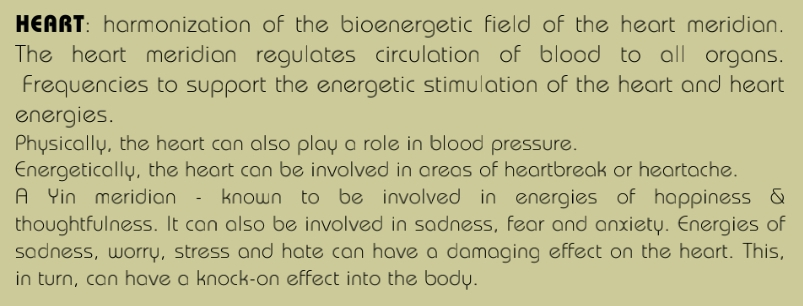 HEART: harmonization of the bioenergetic field of the heart meridian.
The heart meridian regulates circulation of blood to all organs.
Frequencies to support the energetic stimulation of the heart and heart
energies.
Physically, the heart can also play a role in blood pressure.
Energetically, the heart can be involved in areas of heartbreak or heartache.
A Yin meridian - known to be involved in energies of happiness &
thoughtfulness. It can also be involved in sadness, fear and anxiety. Energies of
sadness, worry, stress and hate can have a damaging effect on the heart. This,
in turn, can have a knock-on effect into the body.